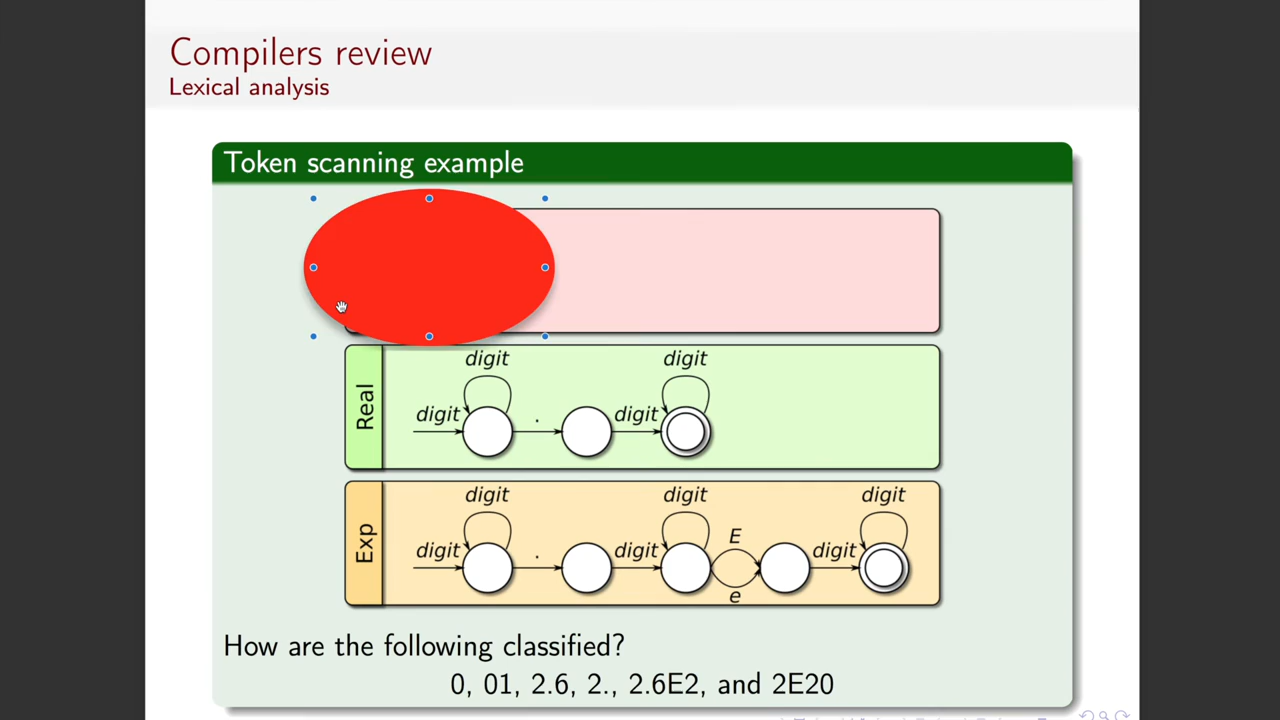 Compilers review
Lexical analysis
Token scanning example
Real
digit
digit
digit . digit
Exp
digit
digit
digit
digit . digit E e digit
How are the following classified?
0, 01, 2.6, 2., 2.6E2, and 2E20